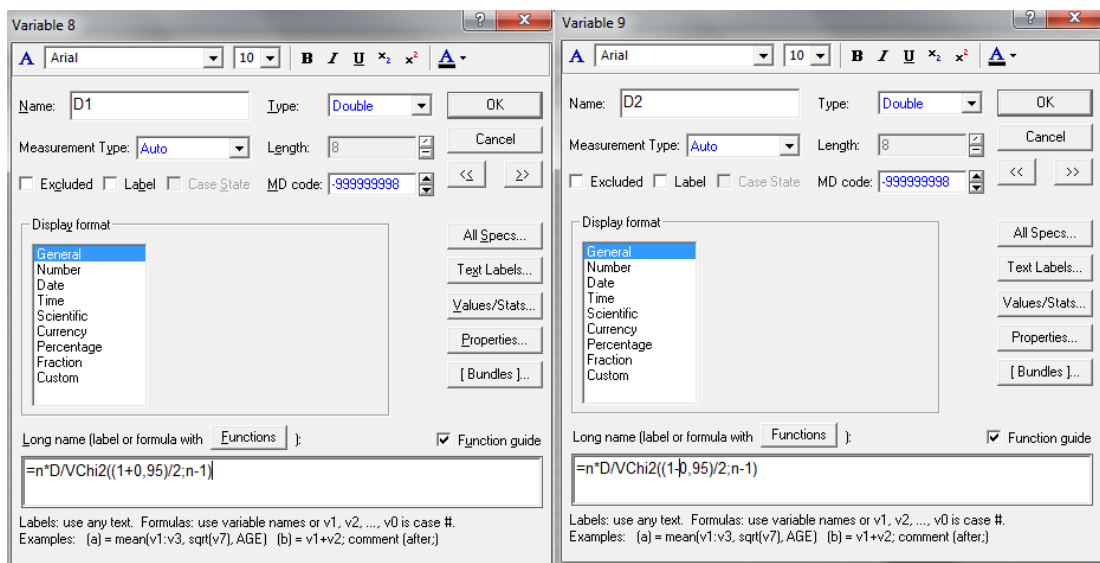 Variable 8
A Arial 10 B I U x₂ x² A
Name: D1 Type: Double OK
Measurement Type: Auto Length: 8 Cancel
Excluded Label Case State MD code: -999999998 << >>
Display format
General
Number
Date
Time
Scientific
Currency
Percentage
Fraction
Custom
All Specs...
Text Labels...
Values/Stats...
Properties...
[ Bundles ]...
Long name (label or formula with Functions ): Function guide
=n*D/VChi2((1+0,95)/2;n-1)
Labels: use any text. Formulas: use variable names or v1, v2, ..., v0 is case #.
Examples: (a) = mean(v1:v3, sqrt(v7), AGE) (b) = v1+v2; comment (after;)
Variable 9
A Arial 10 B I U x₂ x² A
Name: D2 Type: Double OK
Measurement Type: Auto Length: 8 Cancel
Excluded Label Case State MD code: -999999998 << >>
Display format
General
Number
Date
Time
Scientific
Currency
Percentage
Fraction
Custom
All Specs...
Text Labels...
Values/Stats...
Properties...
[ Bundles ]...
Long name (label or formula with Functions ): Function guide
=n*D/VChi2((1-0,95)/2;n-1)
Labels: use any text. Formulas: use variable names or v1, v2, ..., v0 is case #.
Examples: (a) = mean(v1:v3, sqrt(v7), AGE) (b) = v1+v2; comment (after;)